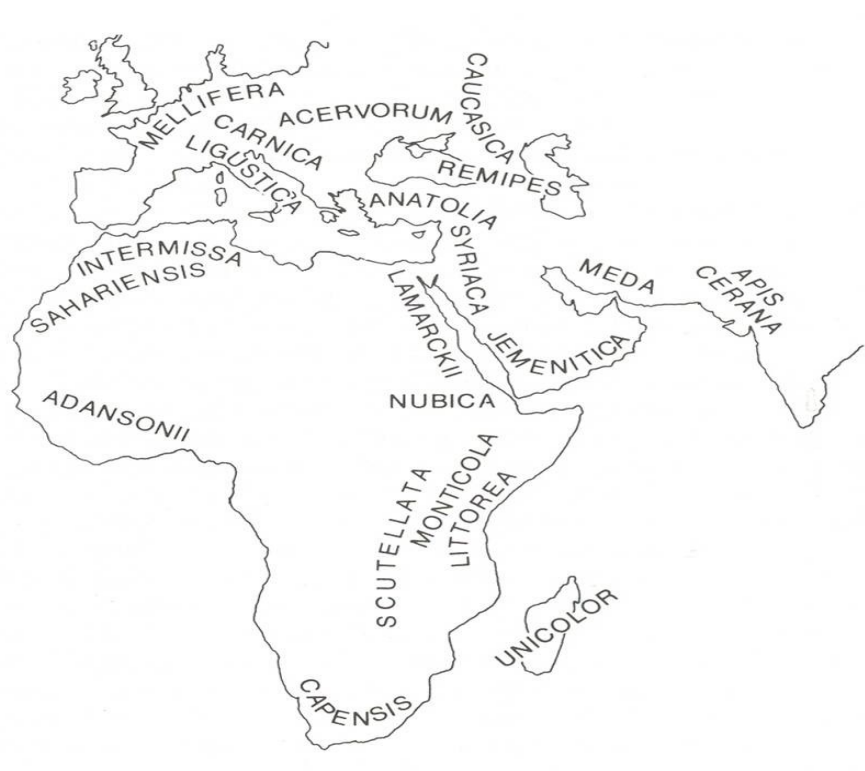 MELLIFERA
ACERVORUM
CAUCASICA
CARNICA
LIGUSTICA
REMIPES
ANATOLIA
INTERMISSA
SAHARIENSIS
SYRIACA
LAMARCKII
MEDA
APIS
CERANA
JEMENITICA
ADANSONII
NUBICA
SCUTELLATA
MONTICOLA
LITTOREA
UNICOLOR
CAPENSIS